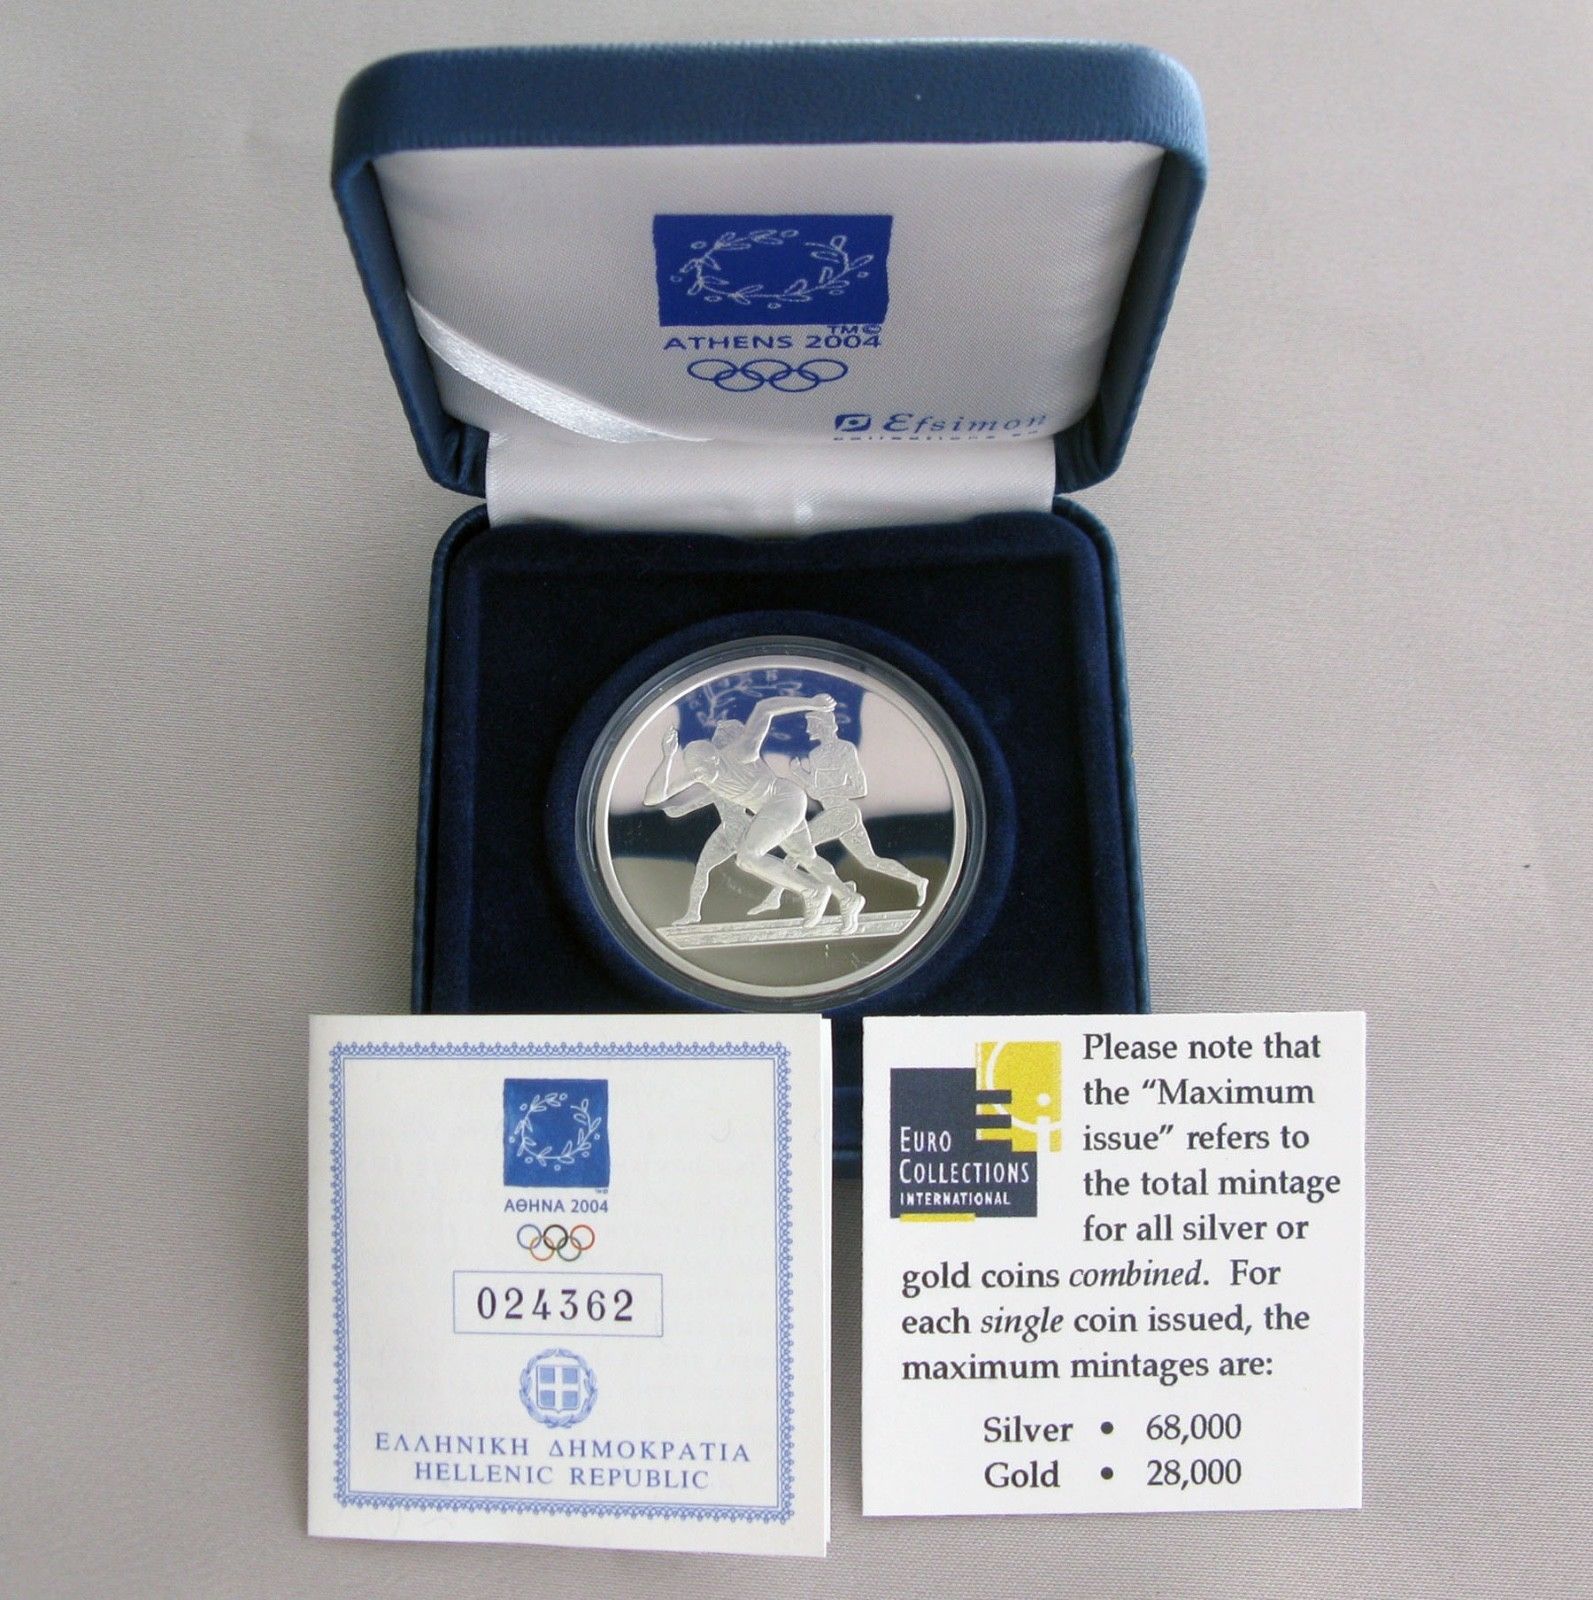 TM ©
ATHENS 2004
Efsimon
ΑΘΗΝΑ 2004
024362
ΕΛΛΗΝΙΚΗ ΔΗΜΟΚΡΑΤΙΑ
HELLENIC REPUBLIC
EURO
COLLECTIONS
INTERNATIONAL
Please note that
the “Maximum
issue” refers to
the total mintage
for all silver or
gold coins combined. For
each single coin issued, the
maximum mintages are:
Silver • 68,000
Gold • 28,000